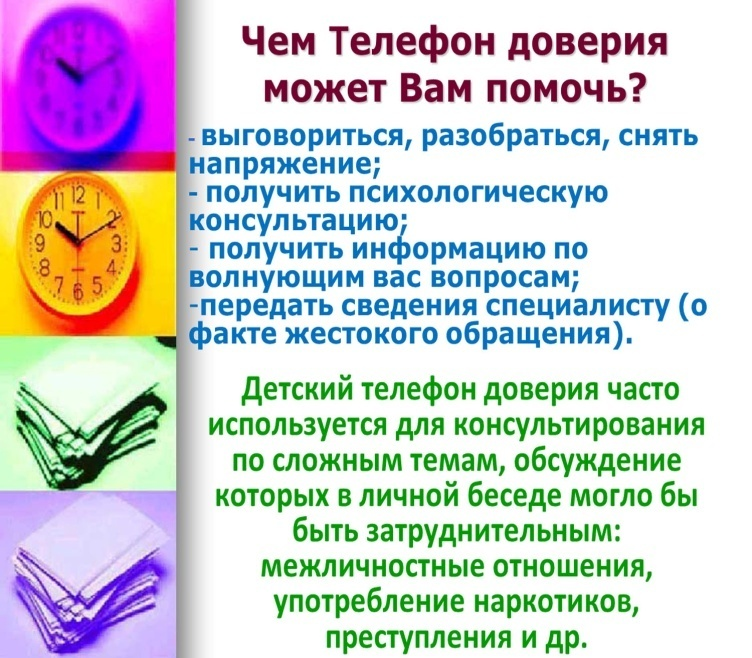 Чем Телефон доверия
может Вам помочь?
- выговориться, разобраться, снять
напряжение;
- получить психологическую
консультацию;
- получить информацию по
волнующим вас вопросам;
-передать сведения специалисту (о
факте жестокого обращения).
Детский телефон доверия часто
используется для консультирования
по сложным темам, обсуждение
которых в личной беседе могло бы
быть затруднительным:
межличностные отношения,
употребление наркотиков,
преступления и др.